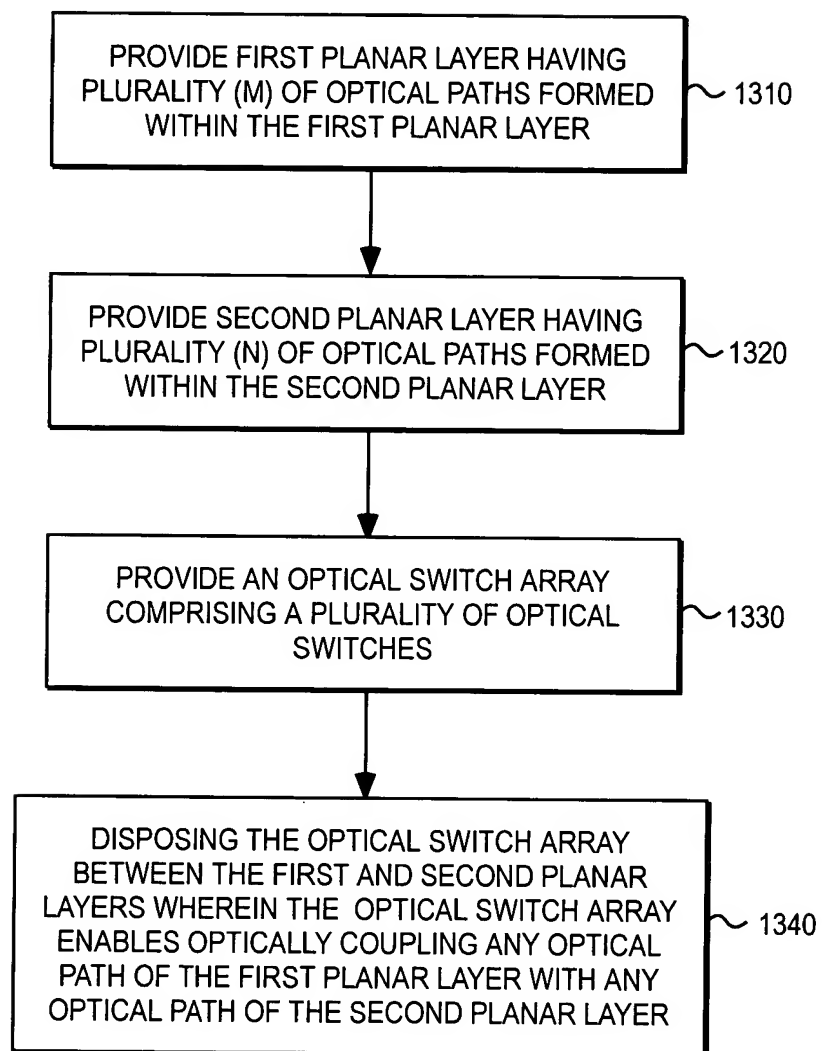 PROVIDE FIRST PLANAR LAYER HAVING
PLURALITY (M) OF OPTICAL PATHS FORMED
WITHIN THE FIRST PLANAR LAYER
1310
PROVIDE SECOND PLANAR LAYER HAVING
PLURALITY (N) OF OPTICAL PATHS FORMED
WITHIN THE SECOND PLANAR LAYER
1320
PROVIDE AN OPTICAL SWITCH ARRAY
COMPRISING A PLURALITY OF OPTICAL
SWITCHES
1330
DISPOSING THE OPTICAL SWITCH ARRAY
BETWEEN THE FIRST AND SECOND PLANAR
LAYERS WHEREIN THE OPTICAL SWITCH ARRAY
ENABLES OPTICALLY COUPLING ANY OPTICAL
PATH OF THE FIRST PLANAR LAYER WITH ANY
OPTICAL PATH OF THE SECOND PLANAR LAYER
1340